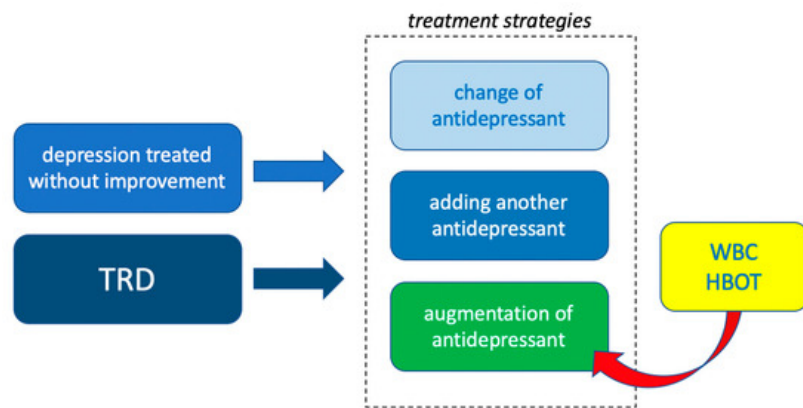 treatment strategies
change of
antidepressant
depression treated
without improvement
adding another
antidepressant
TRD
WBC
HBOT
augmentation of
antidepressant